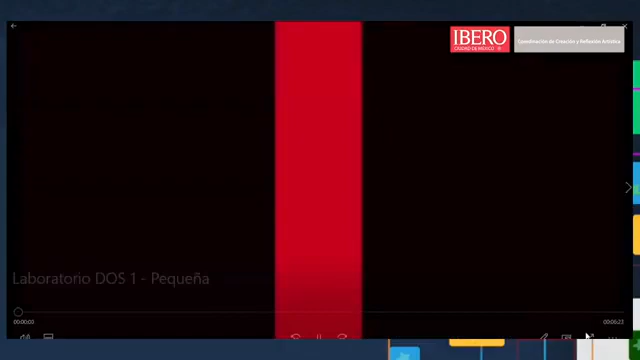 IBERO
CIUDAD DE MÉXICO
Coordinación de Creación y Reflexión Artística
Laboratorio DOS 1 - Pequeña
00:00:00
00:06:23